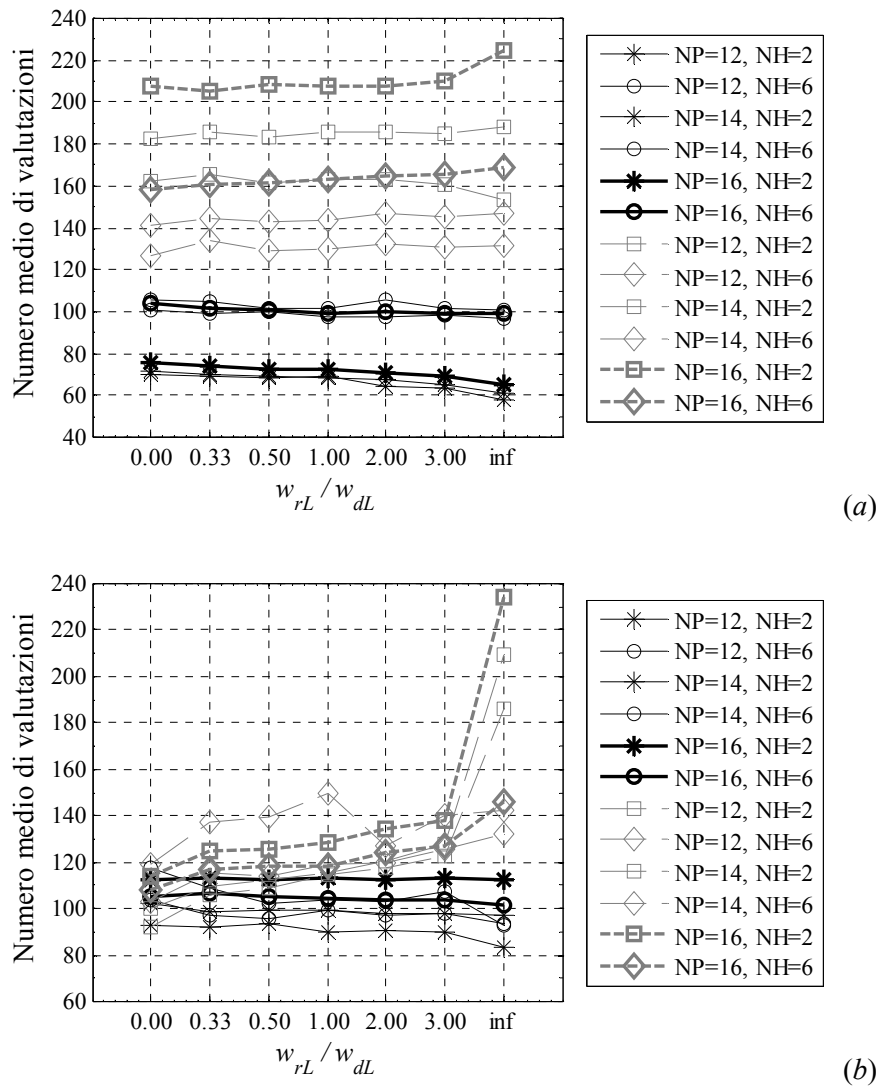 240
220
200
180
160
140
120
100
80
60
40
Numero medio di valutazioni
0.00 0.33 0.50 1.00 2.00 3.00 inf
w_rL / w_dL
NP=12, NH=2
NP=12, NH=6
NP=14, NH=2
NP=14, NH=6
NP=16, NH=2
NP=16, NH=6
NP=12, NH=2
NP=12, NH=6
NP=14, NH=2
NP=14, NH=6
NP=16, NH=2
NP=16, NH=6
(a)
240
220
200
180
160
140
120
100
80
60
Numero medio di valutazioni
0.00 0.33 0.50 1.00 2.00 3.00 inf
w_rL / w_dL
NP=12, NH=2
NP=12, NH=6
NP=14, NH=2
NP=14, NH=6
NP=16, NH=2
NP=16, NH=6
NP=12, NH=2
NP=12, NH=6
NP=14, NH=2
NP=14, NH=6
NP=16, NH=2
NP=16, NH=6
(b)